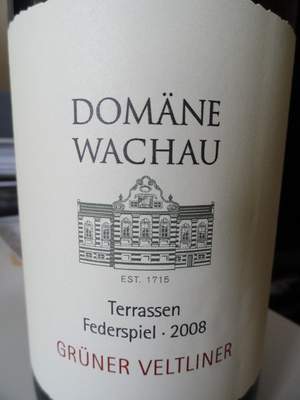 DOMÄNE
WACHAU
EST. 1715
Terrassen
Federspiel · 2008
GRÜNER VELTLINER